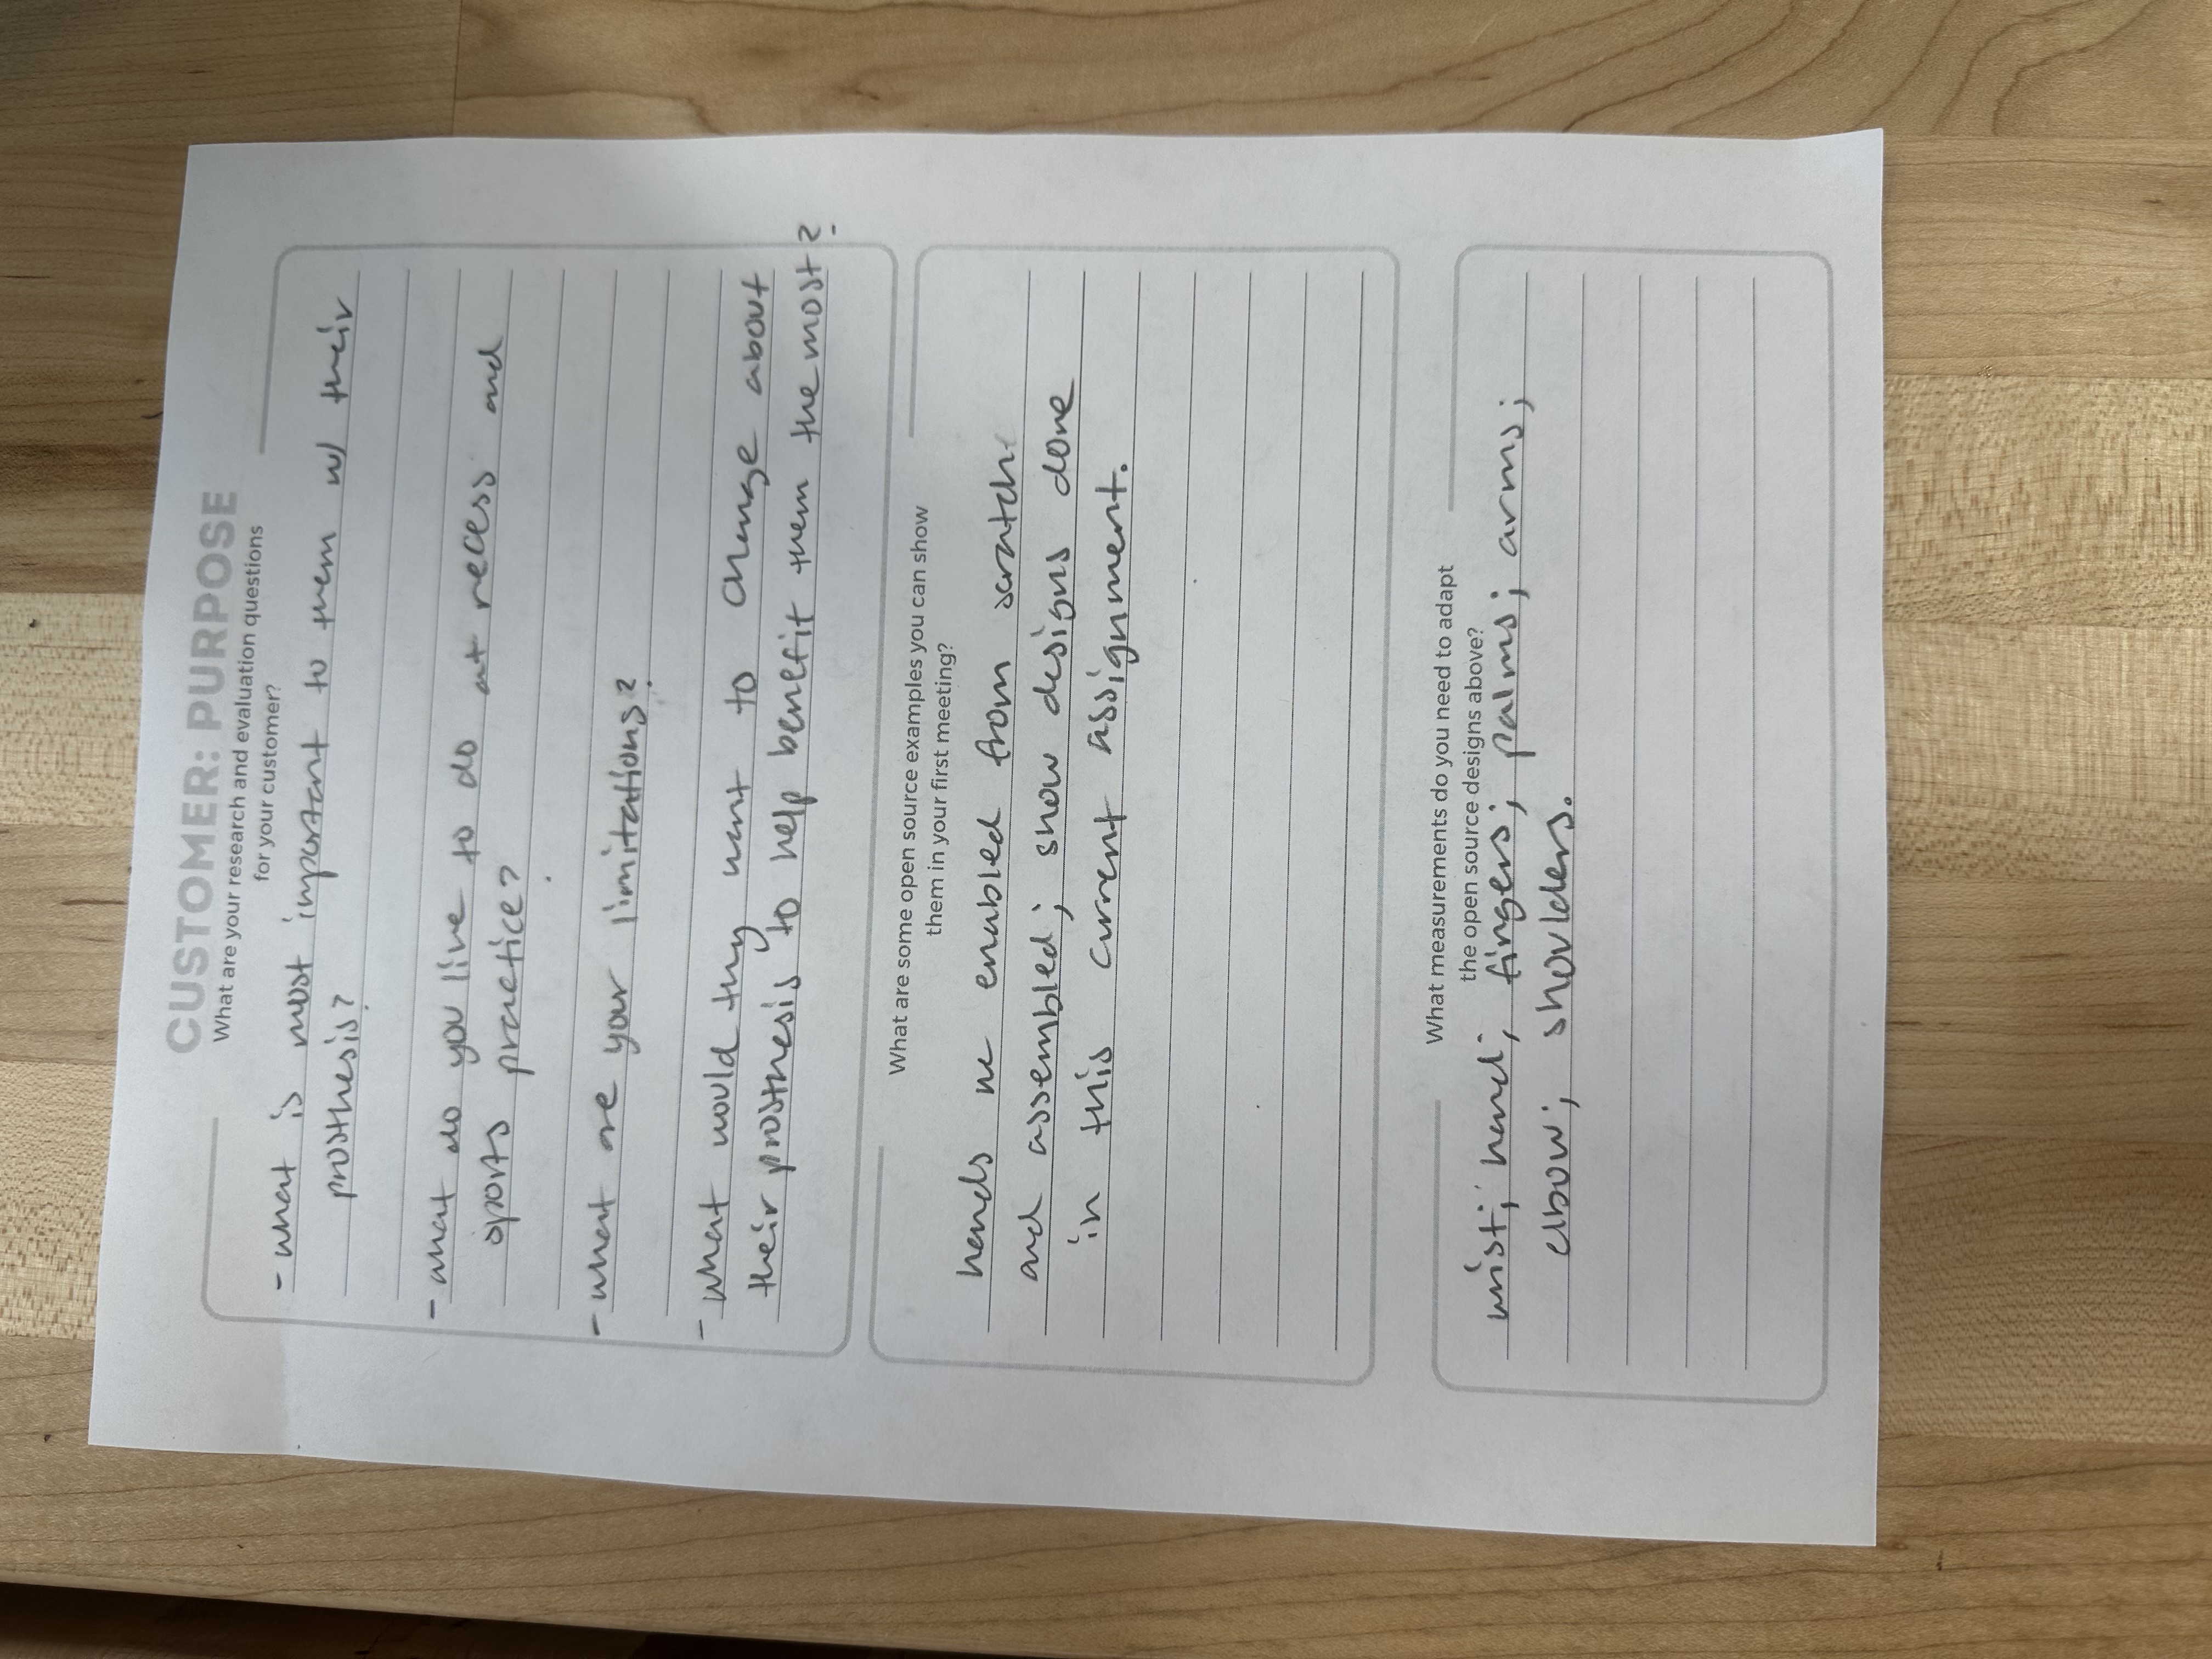 CUSTOMER: PURPOSE
What are your research and evaluation questions
for your customer?
- what is most important to them w/ their
prosthesis?
- what do you like to do at recess and
sports practice?
- what are your limitations?
- what would they want to change about
their prosthesis to help benefit them the most?
What are some open source examples you can show
them in your first meeting?
hands we enabled from scratch
and assembled; show designs done
in this current assignment.
What measurements do you need to adapt
the open source designs above?
wrist; hand; fingers; palms; arms;
elbow; shoulders.